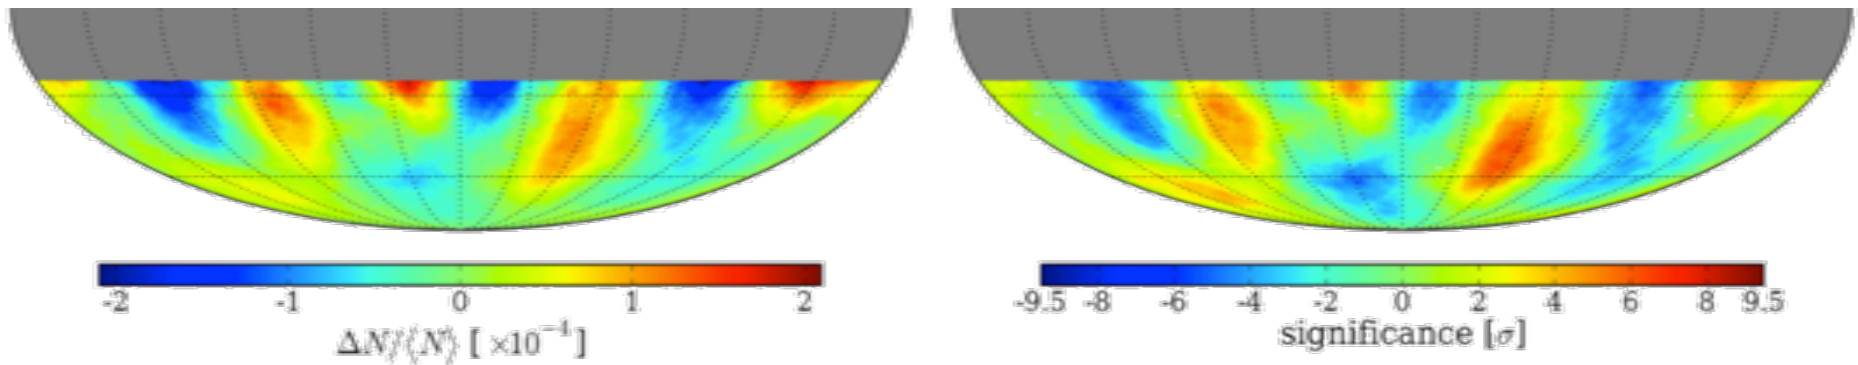 -2 -1 0 1 2
ΔN/⟨N⟩ [ ×10⁻⁴]
-9.5 -8 -6 -4 -2 0 2 4 6 8 9.5
significance [σ]